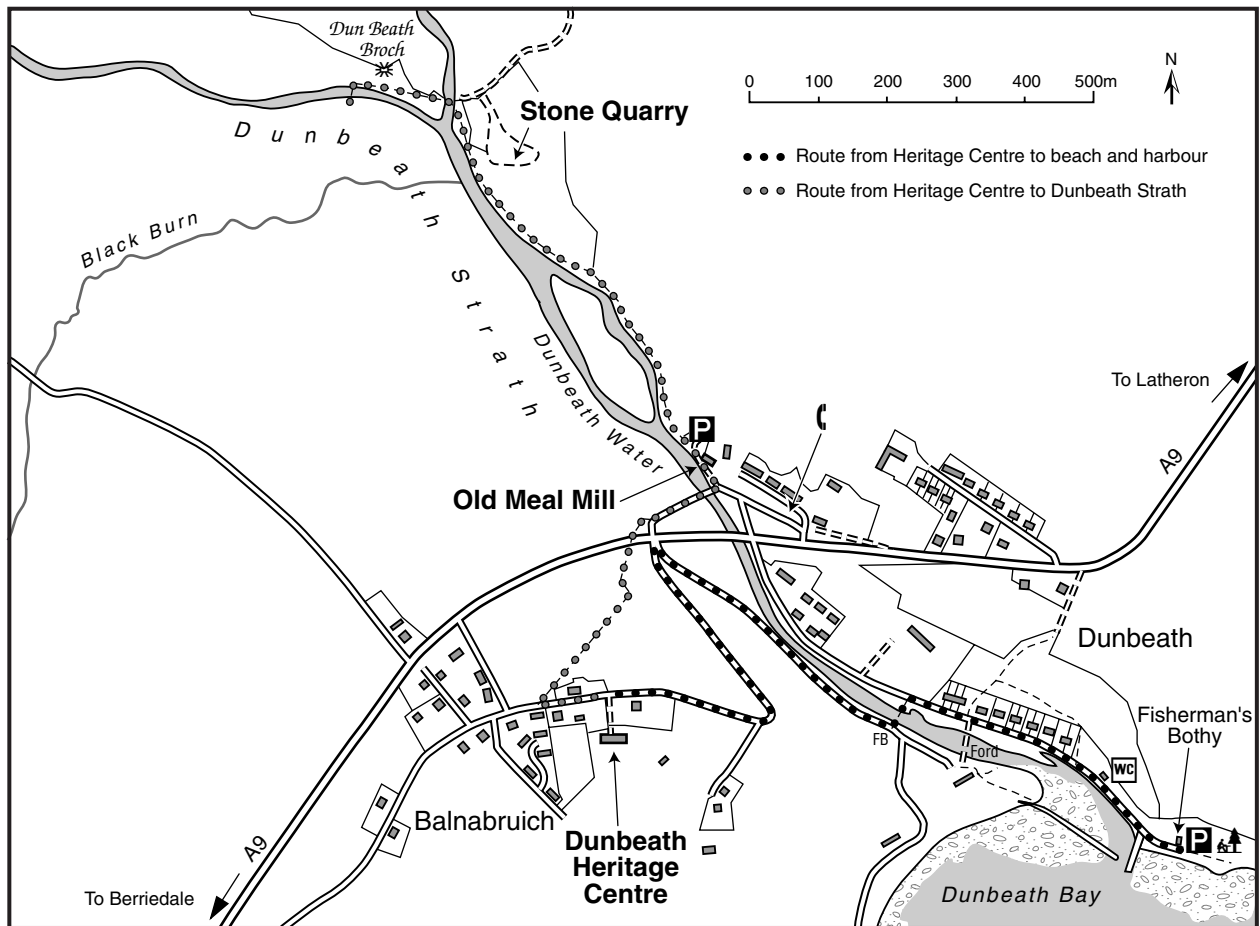 Dun Beath
Broch
Stone Quarry
0 100 200 300 400 500m
N
Route from Heritage Centre to beach and harbour
Route from Heritage Centre to Dunbeath Strath
Dunbeath Strath
Black Burn
Dunbeath Water
To Latheron
A9
P
Old Meal Mill
Dunbeath
Fisherman's
Bothy
FB
Ford
WC
P
Balnabruich
Dunbeath
Heritage
Centre
A9
To Berriedale
Dunbeath Bay